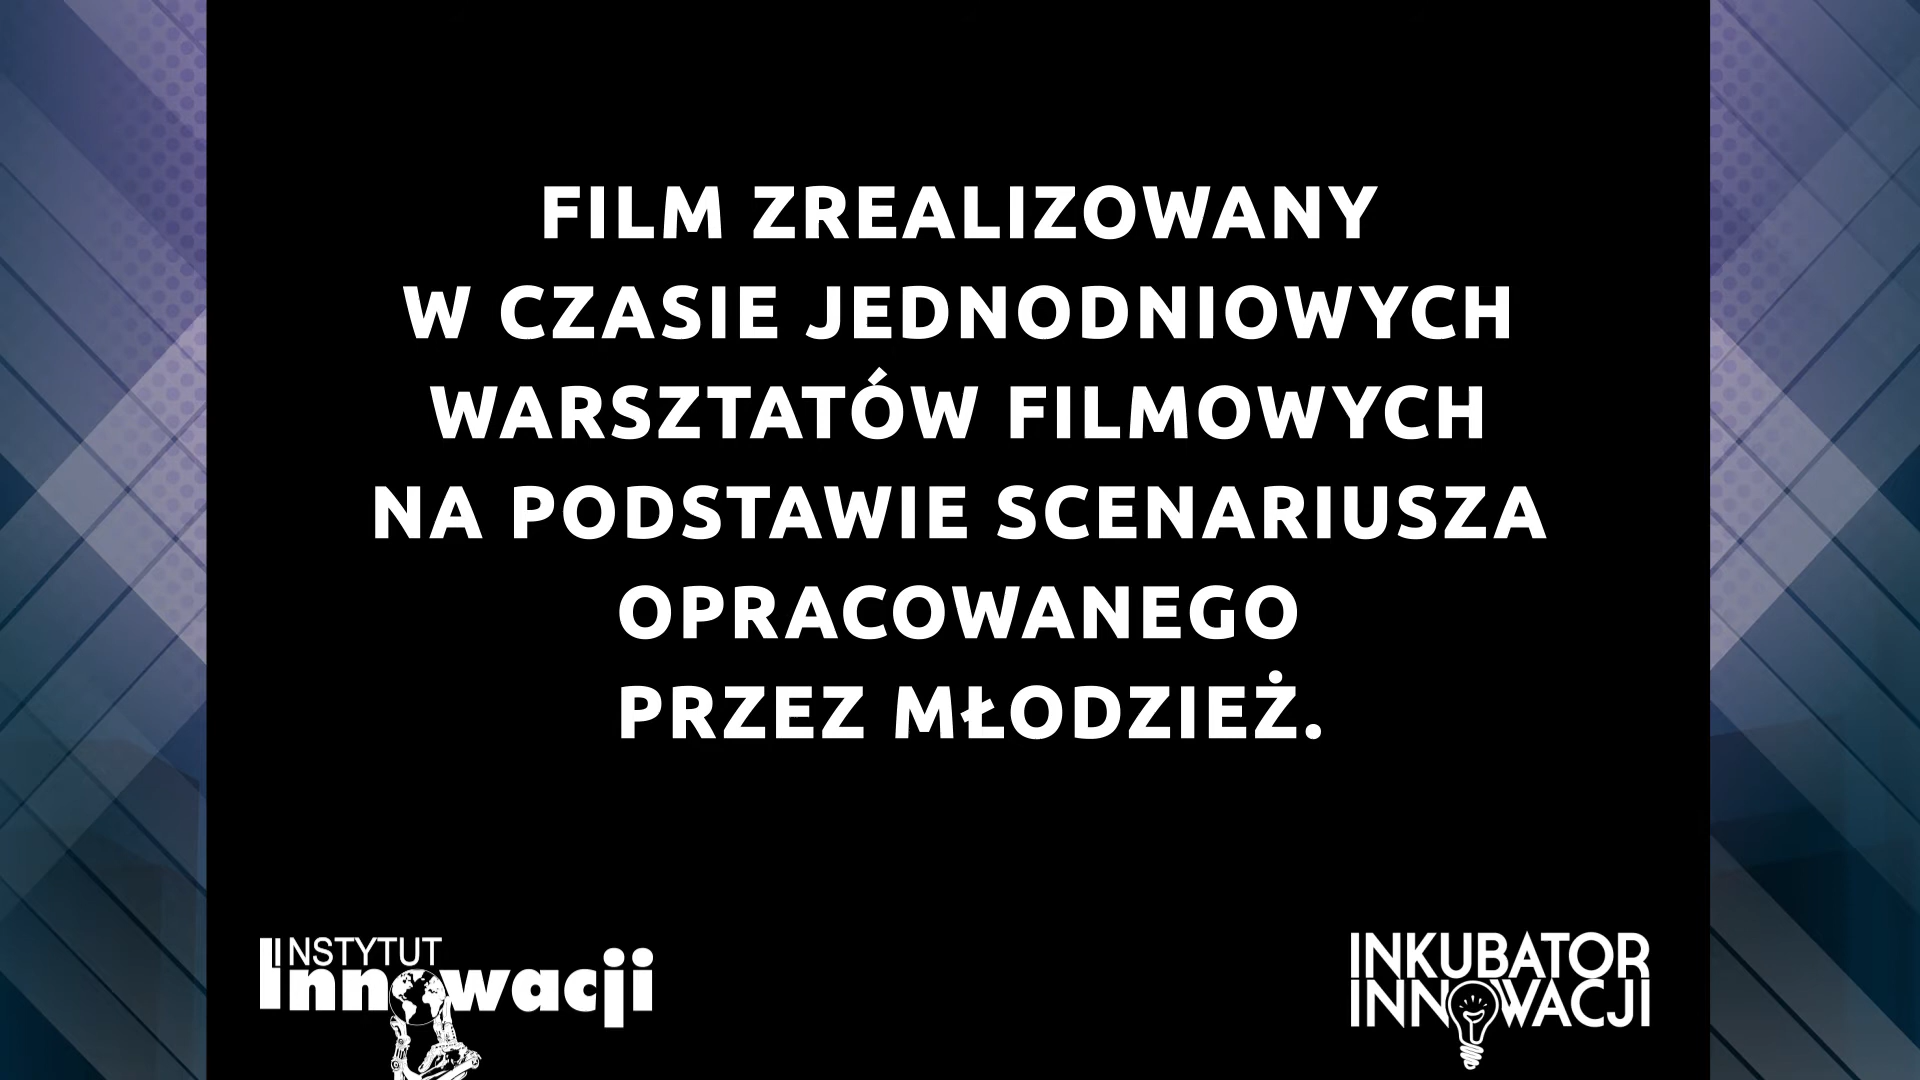 FILM ZREALIZOWANY
W CZASIE JEDNODNIOWYCH
WARSZTATÓW FILMOWYCH
NA PODSTAWIE SCENARIUSZA
OPRACOWANEGO
PRZEZ MŁODZIEŻ.
INSTYTUT
Innowacji
INKUBATOR
INNOWACJI